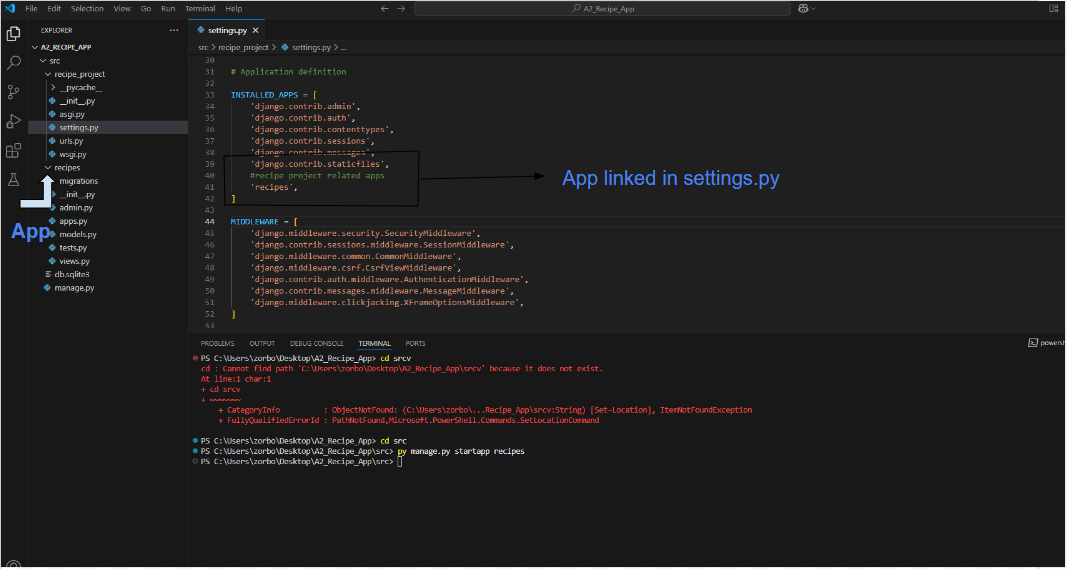 File Edit Selection View Go Run Terminal Help
A2_Recipe_App
EXPLORER
A2_RECIPE_APP
src
recipe_project
__pycache__
__init__.py
asgi.py
settings.py
urls.py
wsgi.py
recipes
migrations
__init__.py
admin.py
apps.py
models.py
tests.py
views.py
db.sqlite3
manage.py
App
settings.py
src > recipe_project > settings.py > ...
30
31 # Application definition
32
33 INSTALLED_APPS = [
34 'django.contrib.admin',
35 'django.contrib.auth',
36 'django.contrib.contenttypes',
37 'django.contrib.sessions',
38 'django.contrib.messages',
39 'django.contrib.staticfiles',
40 #recipe project related apps
41 'recipes',
42 ]
43
44 MIDDLEWARE = [
45 'django.middleware.security.SecurityMiddleware',
46 'django.contrib.sessions.middleware.SessionMiddleware',
47 'django.middleware.common.CommonMiddleware',
48 'django.middleware.csrf.CsrfViewMiddleware',
49 'django.contrib.auth.middleware.AuthenticationMiddleware',
50 'django.contrib.messages.middleware.MessageMiddleware',
51 'django.middleware.clickjacking.XFrameOptionsMiddleware',
52 ]
53
App linked in settings.py
PROBLEMS OUTPUT DEBUG CONSOLE TERMINAL PORTS
powersh
PS C:\Users\zorbo\Desktop\A2_Recipe_App> cd srcv
cd : Cannot find path 'C:\Users\zorbo\Desktop\A2_Recipe_App\srcv' because it does not exist.
At line:1 char:1
+ cd srcv
+ ~~~~~~~
+ CategoryInfo : ObjectNotFound: (C:\Users\zorbo\...Recipe_App\srcv:String) [Set-Location], ItemNotFoundException
+ FullyQualifiedErrorId : PathNotFound,Microsoft.PowerShell.Commands.SetLocationCommand
PS C:\Users\zorbo\Desktop\A2_Recipe_App> cd src
PS C:\Users\zorbo\Desktop\A2_Recipe_App\src> py manage.py startapp recipes
PS C:\Users\zorbo\Desktop\A2_Recipe_App\src>